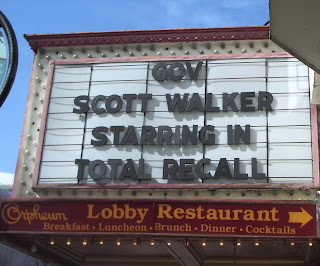 GOV
SCOTT WALKER
STARRING IN
TOTAL RECALL
Orpheum Lobby Restaurant
Breakfast · Luncheon · Brunch · Dinner · Cocktails